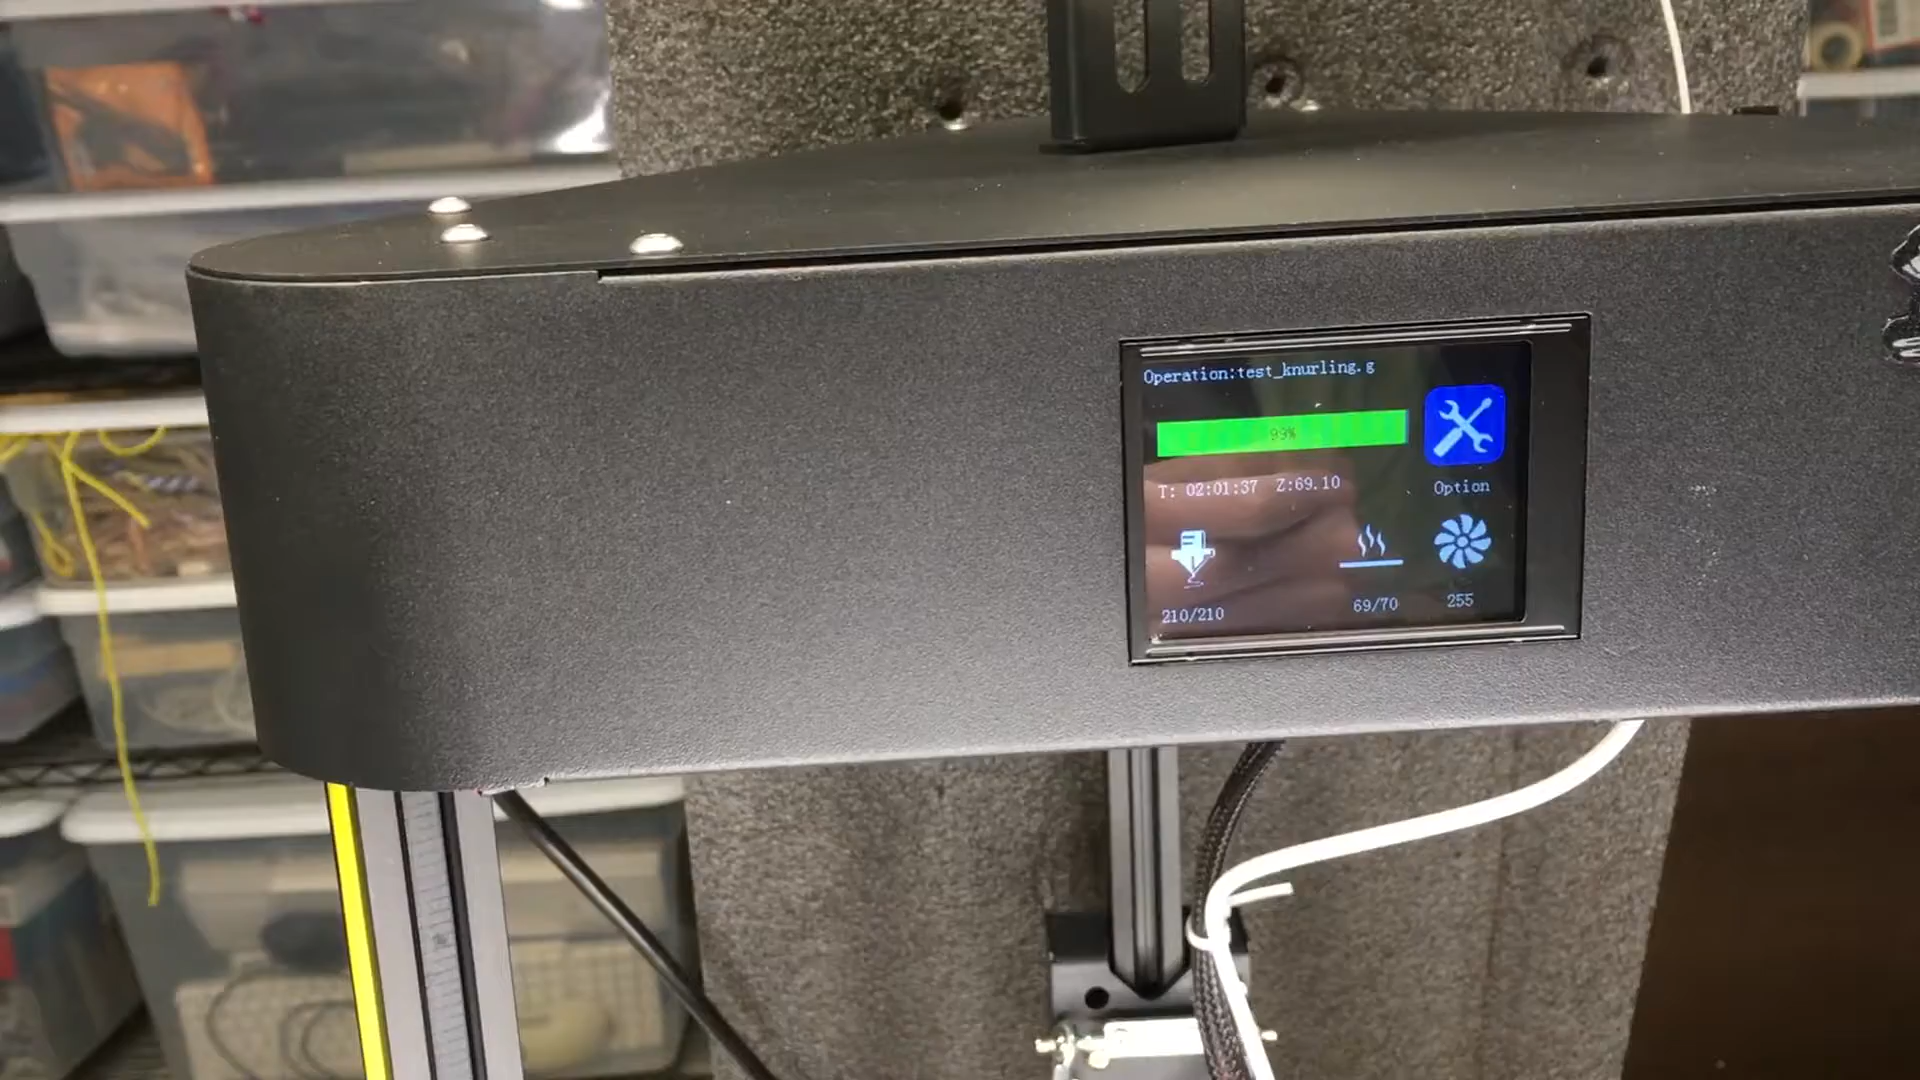 Operation:test_knurling.g
99%
T: 02:01:37 Z:69.10
Option
210/210
69/70
255